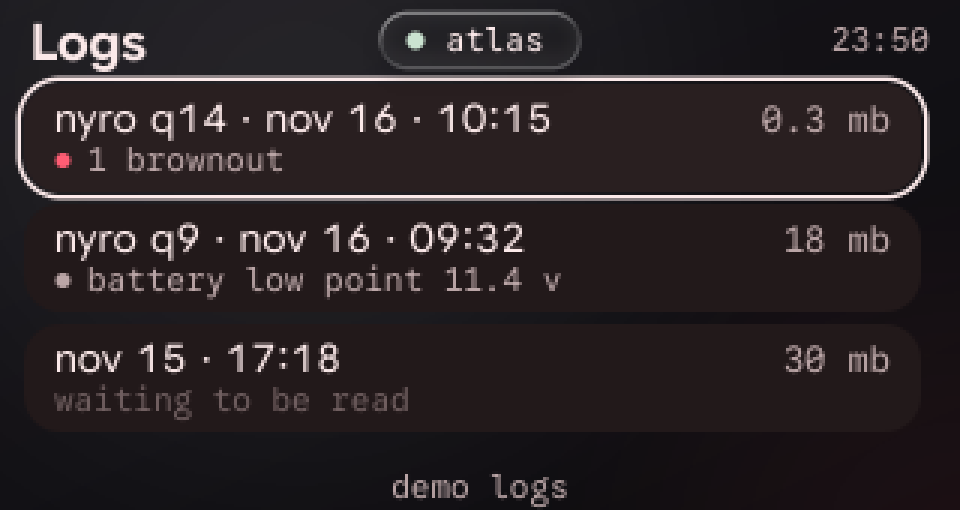 Logs
atlas
23:50
nyro q14 · nov 16 · 10:15
0.3 mb
1 brownout
nyro q9 · nov 16 · 09:32
18 mb
battery low point 11.4 v
nov 15 · 17:18
30 mb
waiting to be read
demo logs